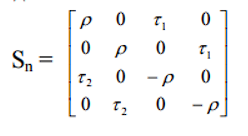 ρ 0 τ₁ 0
0 ρ 0 τ₁
Sₙ =
τ₂ 0 −ρ 0
0 τ₂ 0 −ρ